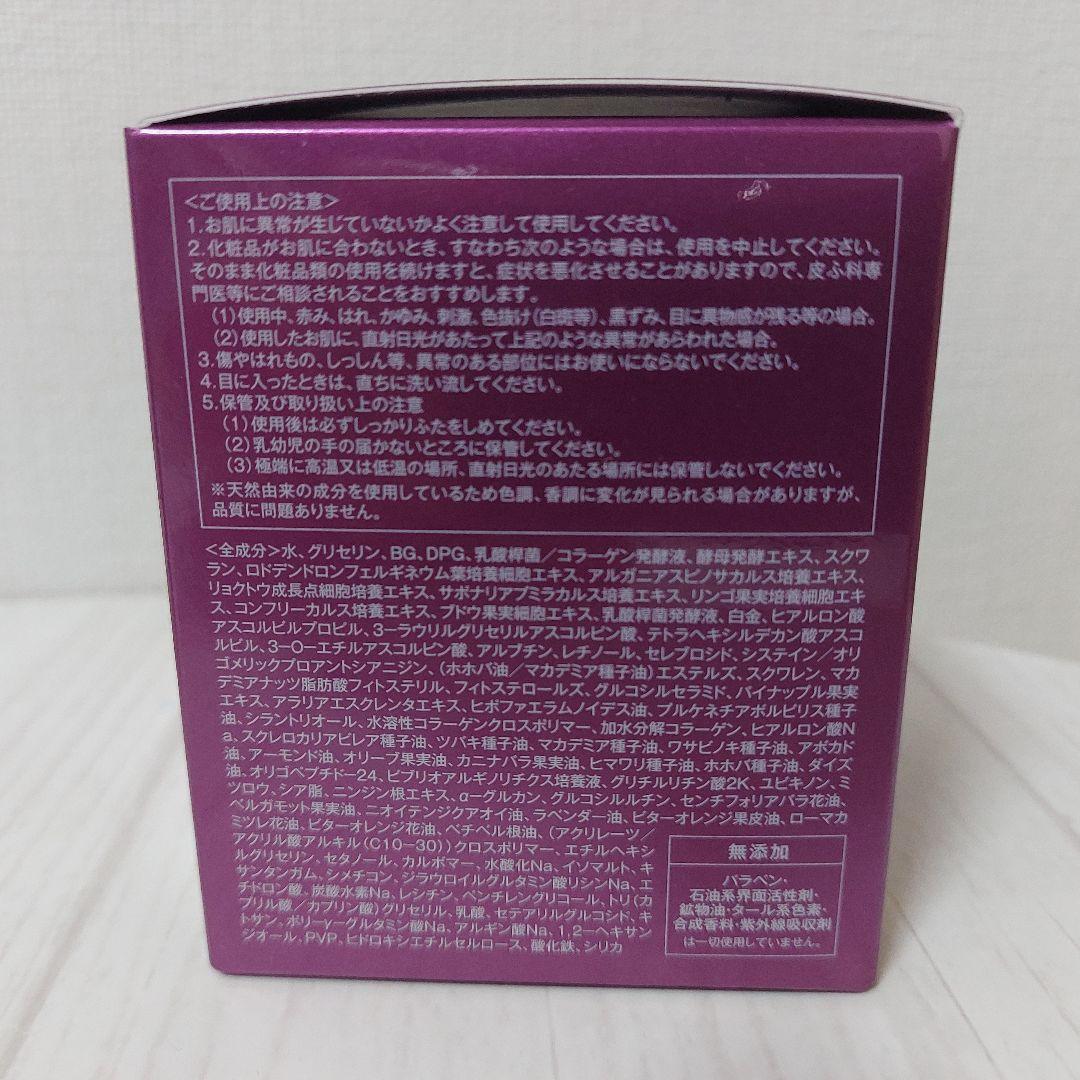 <ご使用上の注意>
1.お肌に異常が生じていないかよく注意して使用してください。
2.化粧品がお肌に合わないとき、すなわち次のような場合は、使用を中止してください。
そのまま化粧品類の使用を続けますと、症状を悪化させることがありますので、皮ふ科専
門医等にご相談されることをおすすめします。
(1)使用中、赤み、はれ、かゆみ、刺激、色抜け(白斑等)、黒ずみ、目に異物感が残る等の場合。
(2)使用したお肌に、直射日光があたって上記のような異常があらわれた場合。
3.傷やはれもの、しっしん等、異常のある部位にはお使いにならないでください。
4.目に入ったときは、直ちに洗い流してください。
5.保管及び取り扱い上の注意
(1)使用後は必ずしっかりふたをしめてください。
(2)乳幼児の手の届かないところに保管してください。
(3)極端に高温又は低温の場所、直射日光のあたる場所には保管しないでください。
※天然由来の成分を使用しているため色調、香調に変化が見られる場合がありますが、
品質に問題ありません。
<全成分>水、グリセリン、BG、DPG、乳酸桿菌/コラーゲン発酵液、酵母発酵エキス、スクワ
ラン、ロドデンドロンフェルギネウム葉培養細胞エキス、アルガニアスピノサカルス培養エキス、
リョクトウ成長点細胞培養エキス、サポナリアプミラカルス培養エキス、リンゴ果実培養細胞エキ
ス、コンフリーカルス培養エキス、ブドウ果実細胞エキス、乳酸桿菌発酵液、白金、ヒアルロン酸
アスコルビルプロピル、3-ラウリルグリセリルアスコルビン酸、テトラヘキシルデカン酸アスコ
ルビル、3-O-エチルアスコルビン酸、アルブチン、レチノール、セレブロシド、システイン/オリ
ゴメリックプロアントシアニジン、(ホホバ油/マカデミア種子油)エステルズ、スクワレン、マカ
デミアナッツ脂肪酸フィトステリル、フィトステロールズ、グルコシルセラミド、パイナップル果実
エキス、アラリアエスクレンタエキス、ヒポファエラムノイデス油、プルケネチアボルビリス種子
油、シラントリオール、水溶性コラーゲンクロスポリマー、加水分解コラーゲン、ヒアルロン酸N
a、スクレロカリアビレア種子油、ツバキ種子油、マカデミア種子油、ワサビノキ種子油、アボカド
油、アーモンド油、オリーブ果実油、カニナバラ果実油、ヒマワリ種子油、ホホバ種子油、ダイズ
油、オリゴペプチド-24、ビブリオアルギノリチクス培養液、グリチルリチン酸2K、ユビキノン、ミ
ツロウ、シア脂、ニンジン根エキス、α-グルカン、グルコシルルチン、センチフォリアバラ花油、
ベルガモット果実油、ニオイテンジクアオイ油、ラベンダー油、ビターオレンジ果皮油、ローマカ
ミツレ花油、ビターオレンジ花油、ベチベル根油、(アクリレーツ/
アクリル酸アルキル(C10-30))クロスポリマー、エチルヘキシ
ルグリセリン、セタノール、カルボマー、水酸化Na、イソマルト、キ
サンタンガム、シメチコン、ジラウロイルグルタミン酸リシンNa、エ
チドロン酸、炭酸水素Na、レシチン、ペンチレングリコール、トリ(カ
プリル酸/カプリン酸)グリセリル、乳酸、セテアリルグルコシド、キ
トサン、ポリ-γ-グルタミン酸Na、アルギン酸Na、1,2-ヘキサン
ジオール、PVP、ヒドロキシエチルセルロース、酸化鉄、シリカ
無添加
パラベン・
石油系界面活性剤・
鉱物油・タール系色素・
合成香料・紫外線吸収剤
は一切使用していません。